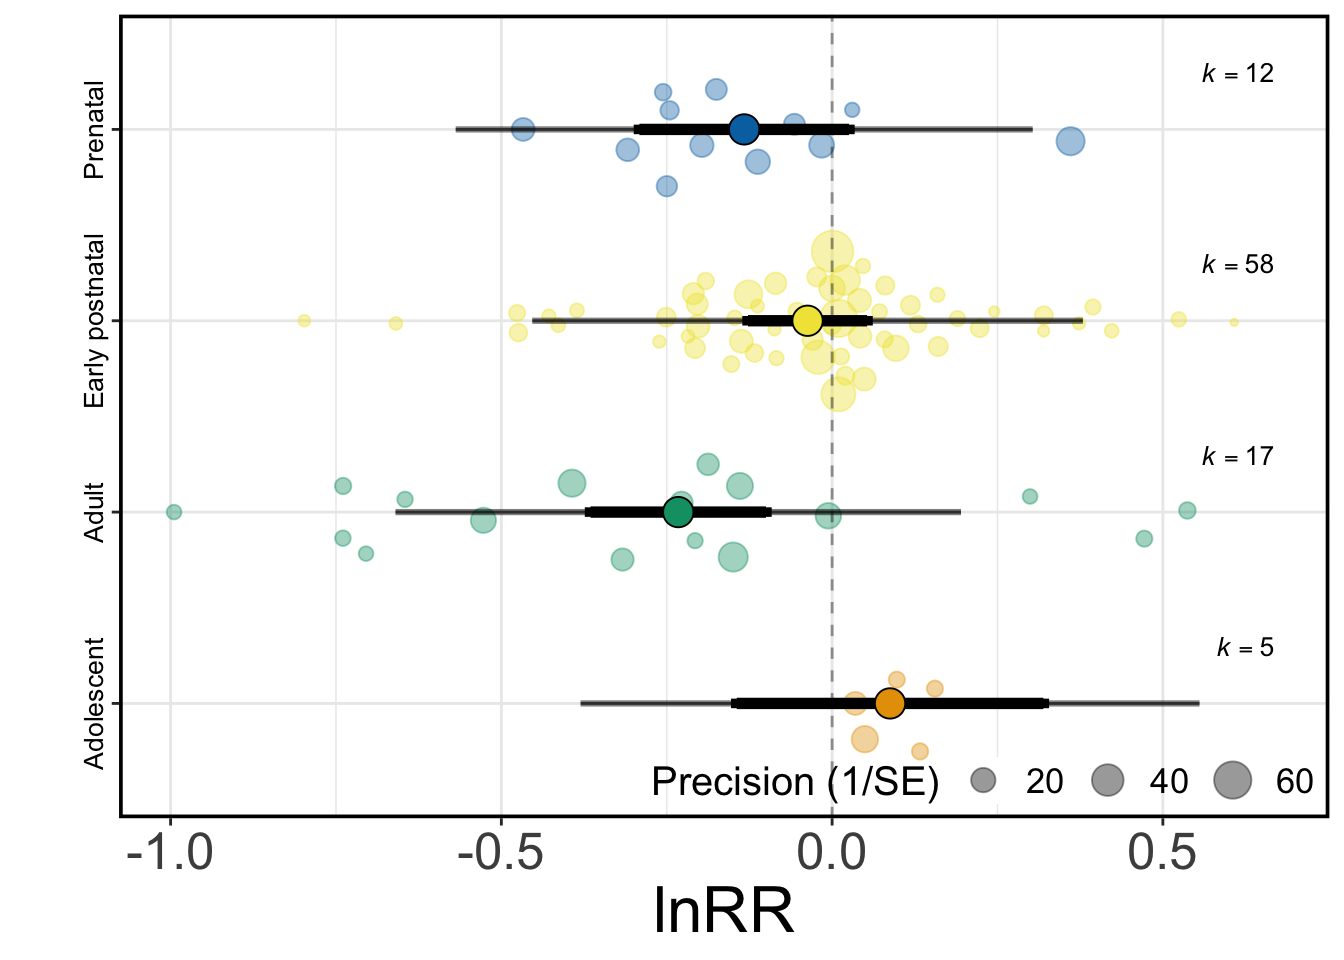 Prenatal
k = 12
Early postnatal
k = 58
Adult
k = 17
Adolescent
k = 5
Precision (1/SE) 20 40 60
-1.0 -0.5 0.0 0.5
lnRR